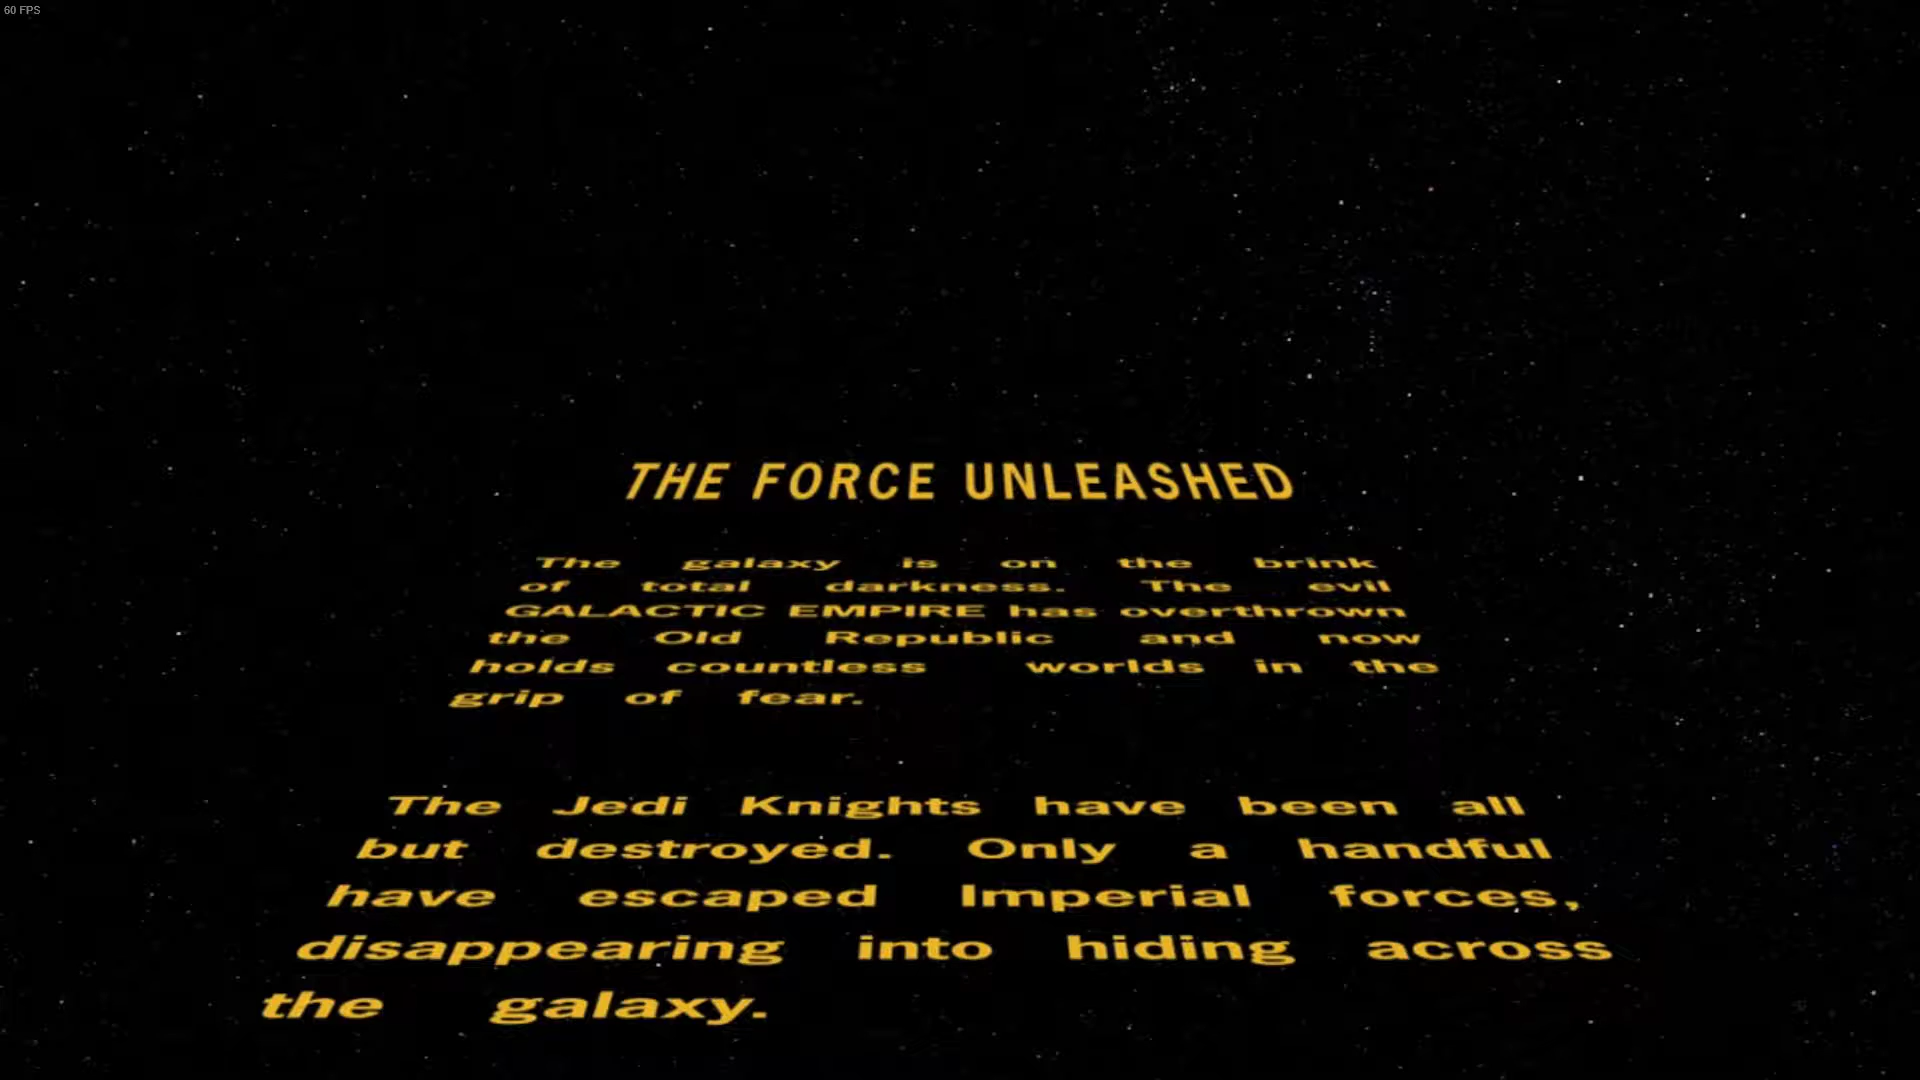 60 FPS
THE FORCE UNLEASHED
The galaxy is on the brink
of total darkness. The evil
GALACTIC EMPIRE has overthrown
the Old Republic and now
holds countless worlds in the
grip of fear.
The Jedi Knights have been all
but destroyed. Only a handful
have escaped Imperial forces,
disappearing into hiding across
the galaxy.